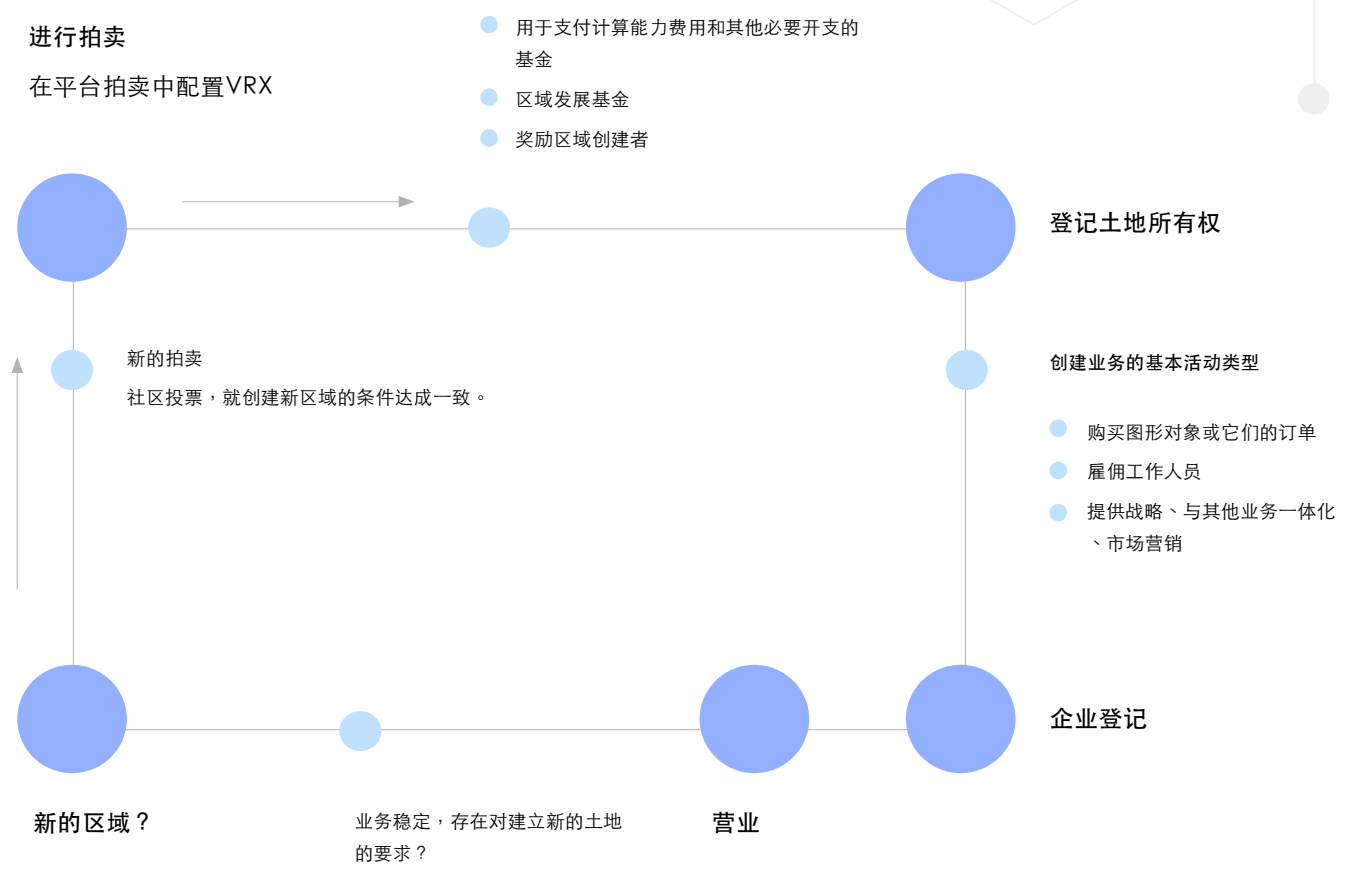 进行拍卖
在平台拍卖中配置VRX
用于支付计算能力费用和其他必要开支的
基金
区域发展基金
奖励区域创建者
登记土地所有权
新的拍卖
社区投票，就创建新区域的条件达成一致。
创建业务的基本活动类型
购买图形对象或它们的订单
雇佣工作人员
提供战略、与其他业务一体化
、市场营销
企业登记
新的区域？
业务稳定，存在对建立新的土地
的要求？
营业